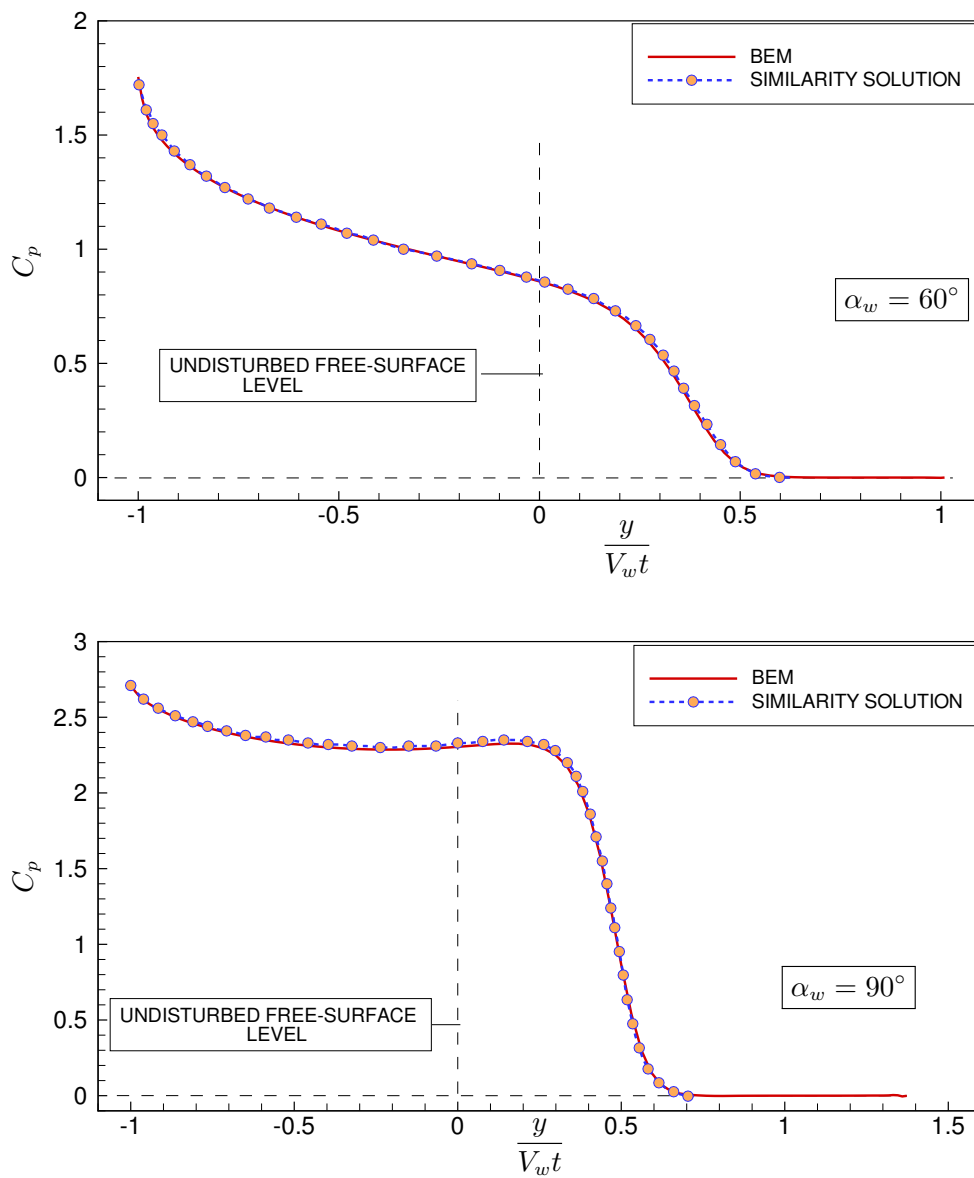 2
BEM
SIMILARITY SOLUTION
1.5
C_p
1
α_w = 60°
UNDISTURBED FREE-SURFACE
LEVEL
0.5
0
-1 -0.5 0 0.5 1
y
V_w t
3
BEM
SIMILARITY SOLUTION
2.5
2
1.5
C_p
1
α_w = 90°
UNDISTURBED FREE-SURFACE
LEVEL
0.5
0
-1 -0.5 0 0.5 1 1.5
y
V_w t